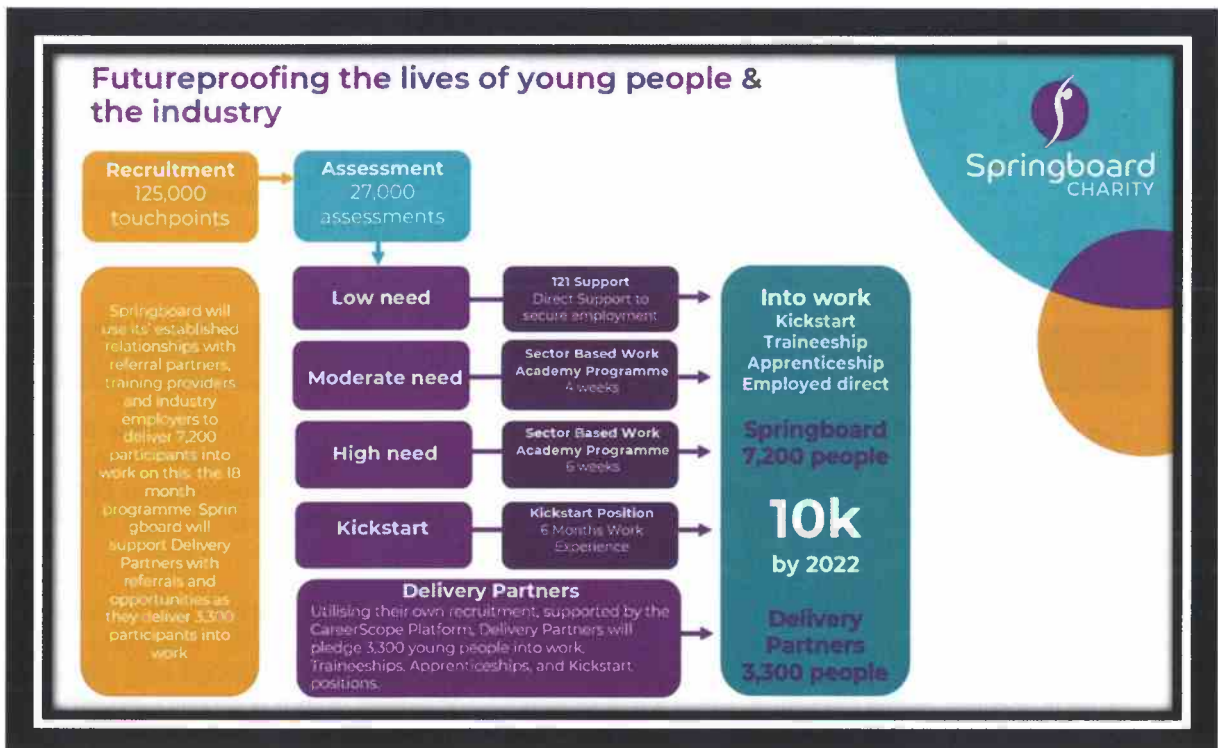 Futureproofing the lives of young people &
the industry
Springboard
CHARITY
Recruitment
125,000
touchpoints
Assessment
27,000
assessments
Springboard will
use its' established
relationships with
referral partners,
training providers
and industry
employers to
deliver 7,200
participants into
work on this, the 18
month
programme. Sprin
gboard will
support Delivery
Partners with
referrals and
opportunities as
they deliver 3,300
participants into
work
Low need
121 Support
Direct Support to
secure employment
Moderate need
Sector Based Work
Academy Programme
4 weeks
High need
Sector Based Work
Academy Programme
6 weeks
Kickstart
Kickstart Position
6 Months Work
Experience
Delivery Partners
Utilising their own recruitment, supported by the
CareerScope Platform, Delivery Partners will
pledge 3,300 young people into work,
Traineeships, Apprenticeships, and Kickstart
positions.
Into work
Kickstart
Traineeship
Apprenticeship
Employed direct
Springboard
7,200 people
10k
by 2022
Delivery
Partners
3,300 people